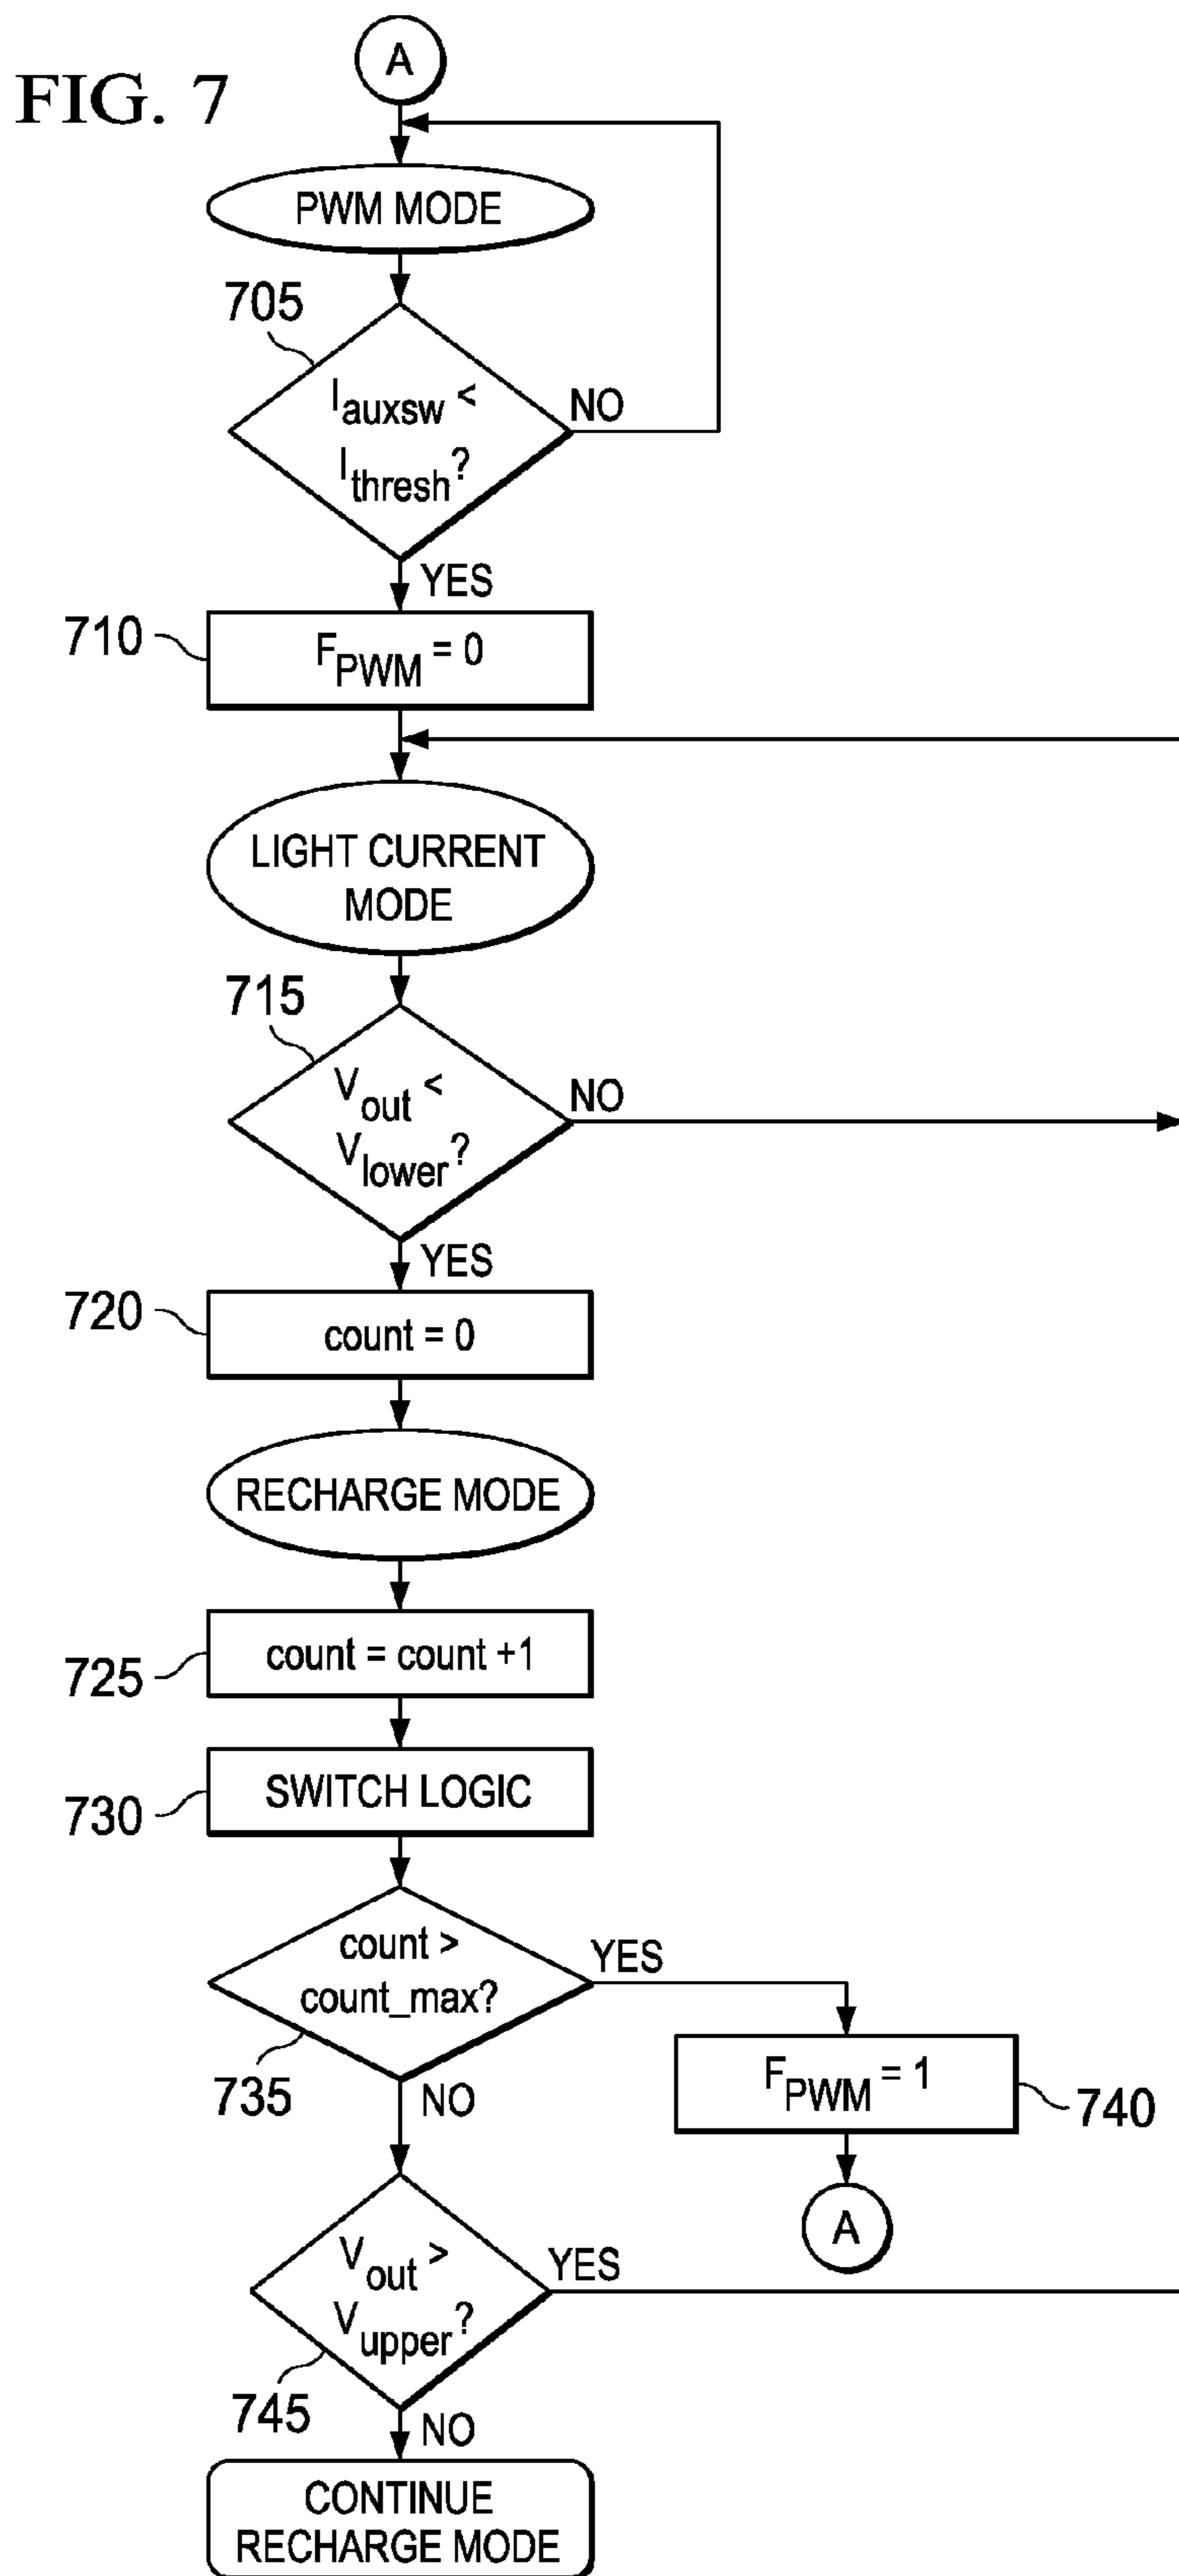 FIG. 7
A
PWM MODE
705
I_auxsw <
I_thresh?
NO
YES
710
F_PWM = 0
LIGHT CURRENT
MODE
715
V_out <
V_lower?
NO
YES
720
count = 0
RECHARGE MODE
725
count = count +1
730
SWITCH LOGIC
count >
count_max?
YES
735
NO
F_PWM = 1
740
A
V_out >
V_upper?
YES
745
NO
CONTINUE
RECHARGE MODE